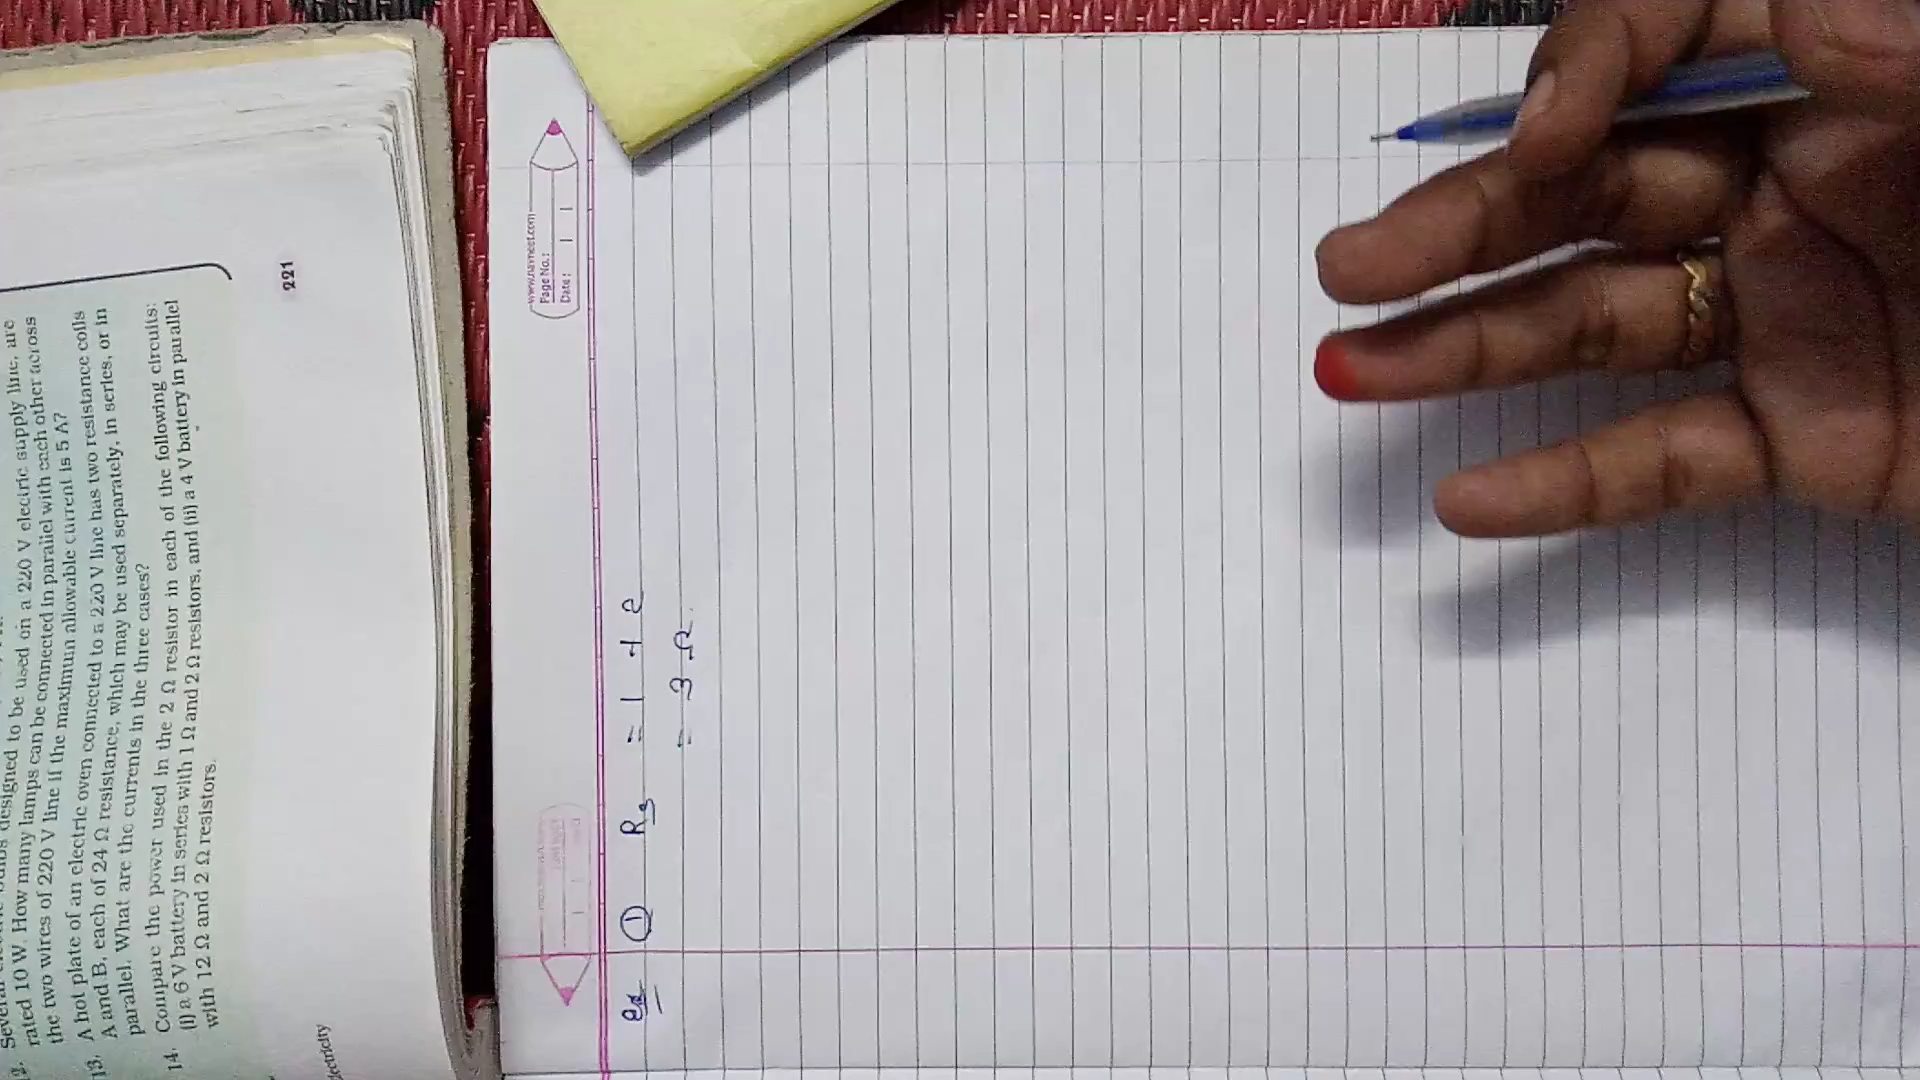 rated 10 W. How many lamps can be connected in parallel with each other across
the two wires of 220 V line if the maximum allowable current is 5 A?
13. A hot plate of an electric oven connected to a 220 V line has two resistance coils
A and B, each of 24 Ω resistance, which may be used separately, in series, or in
parallel. What are the currents in the three cases?
14. Compare the power used in the 2 Ω resistor in each of the following circuits:
(i) a 6 V battery in series with 1 Ω and 2 Ω resistors, and (ii) a 4 V battery in parallel
with 12 Ω and 2 Ω resistors.
221
www.navneet.com
Page No.:
Date:
① Rs = 1 + 2
= 3 Ω.